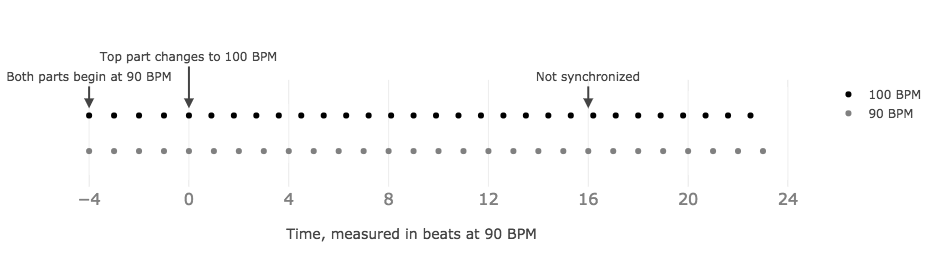 Top part changes to 100 BPM
Both parts begin at 90 BPM
Not synchronized
100 BPM
90 BPM
−4 0 4 8 12 16 20 24
Time, measured in beats at 90 BPM